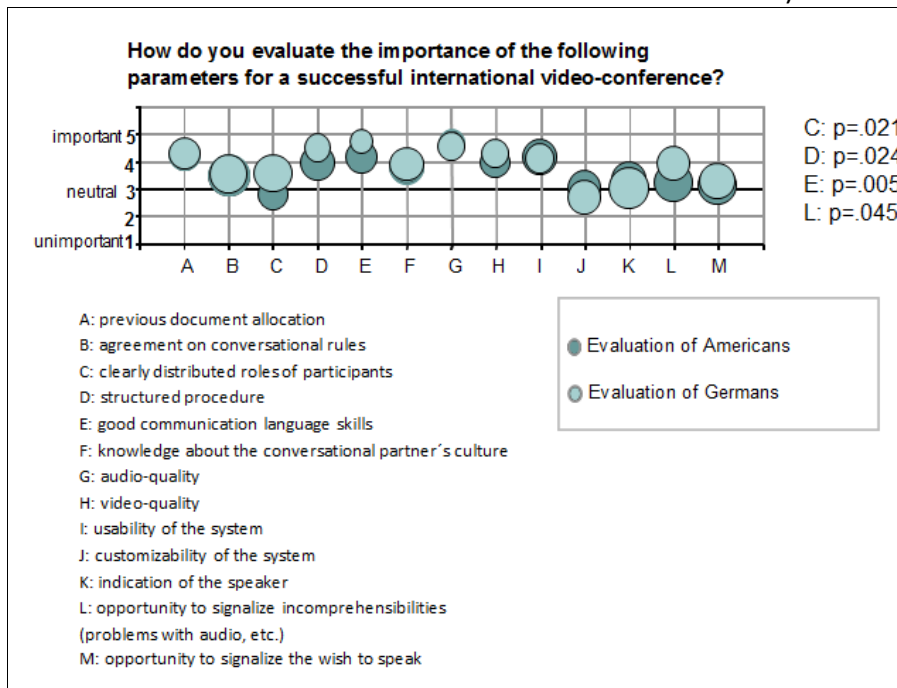 How do you evaluate the importance of the following
parameters for a successful international video-conference?
important 5
4
neutral 3
2
unimportant 1
A B C D E F G H I J K L M
C: p=.021
D: p=.024
E: p=.005
L: p=.045
A: previous document allocation
B: agreement on conversational rules
C: clearly distributed roles of participants
D: structured procedure
E: good communication language skills
F: knowledge about the conversational partner´s culture
G: audio-quality
H: video-quality
I: usability of the system
J: customizability of the system
K: indication of the speaker
L: opportunity to signalize incomprehensibilities
(problems with audio, etc.)
M: opportunity to signalize the wish to speak
Evaluation of Americans
Evaluation of Germans